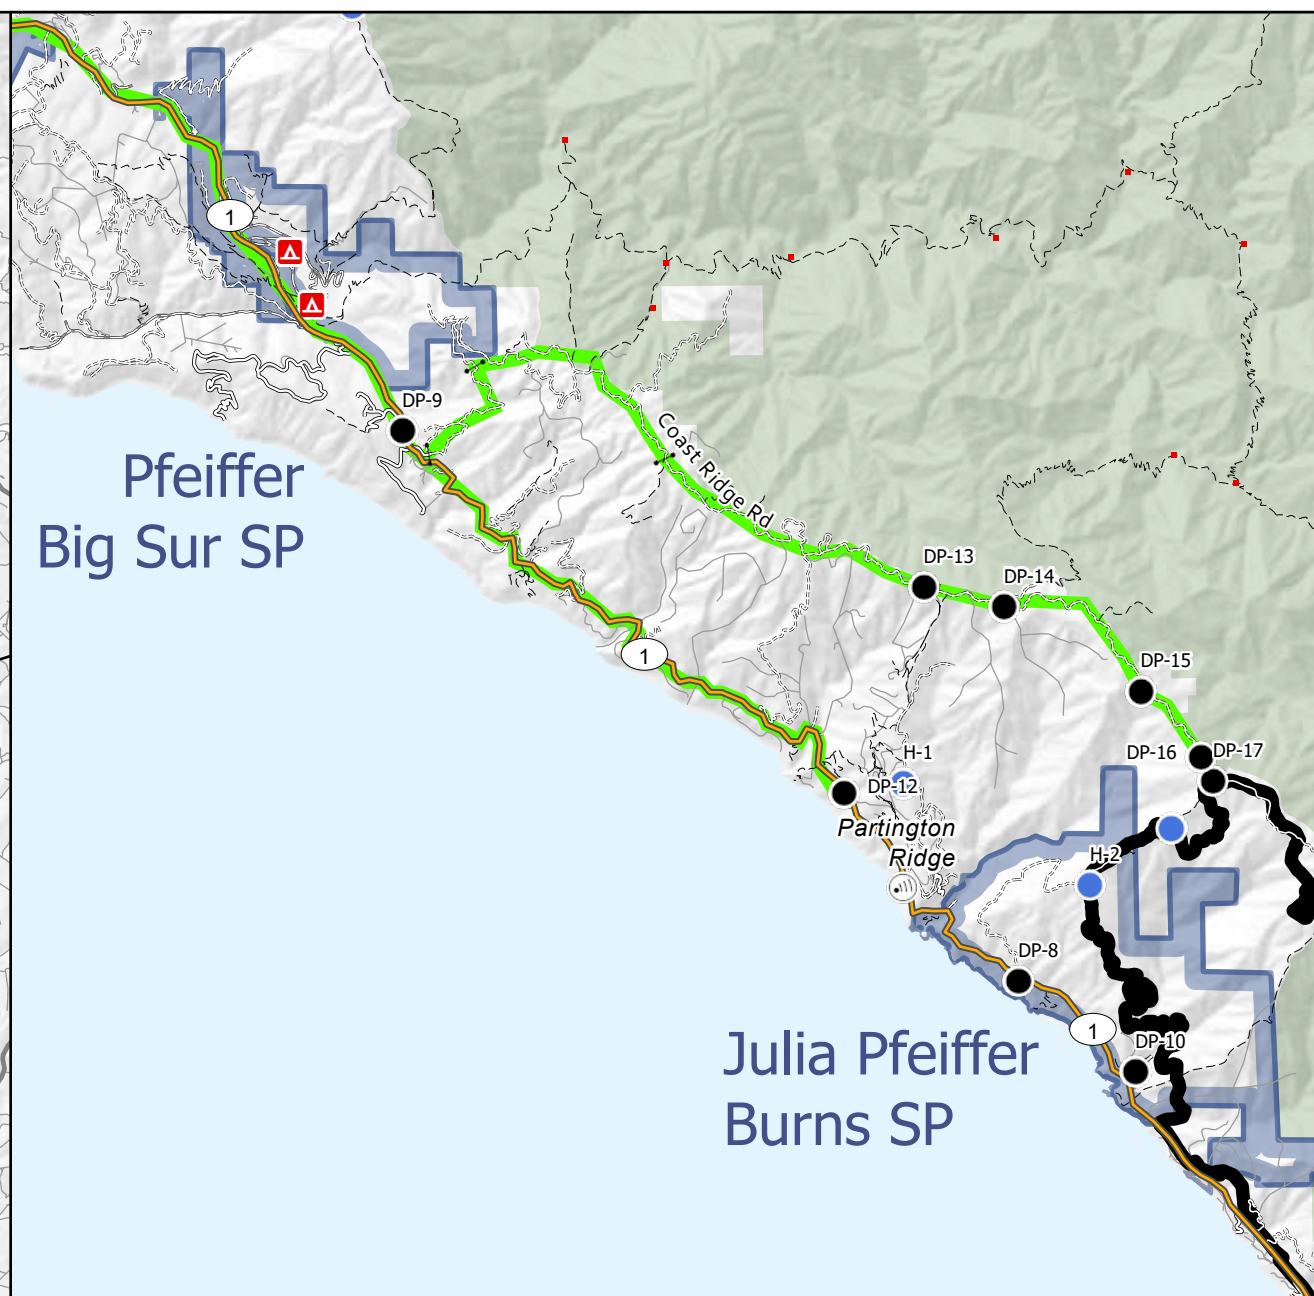 1
DP-9
Pfeiffer
Big Sur SP
Coast Ridge Rd
DP-13
DP-14
1
DP-15
DP-16
DP-17
H-1
DP-12
Partington
Ridge
H-2
DP-8
1
DP-10
Julia Pfeiffer
Burns SP